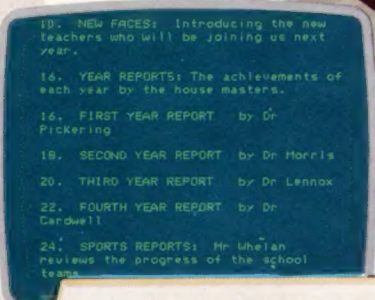 10. NEW FACES: Introducing the new
teachers who will be joining us next
year.
16. YEAR REPORTS: The achievements of
each year by the house masters.
16. FIRST YEAR REPORT by Dr
Pickering
18. SECOND YEAR REPORT by Dr Morris
20. THIRD YEAR REPORT by Dr Lennox
22. FOURTH YEAR REPORT by Dr
Cardwell
24. SPORTS REPORTS: Mr Whelan
reviews the progress of the school
teams